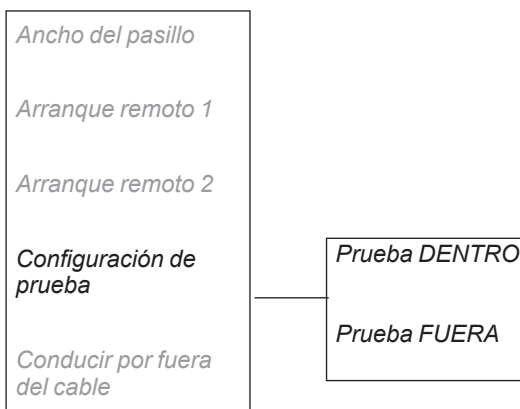 Ancho del pasillo
Arranque remoto 1
Arranque remoto 2
Configuración de
prueba
Conducir por fuera
del cable
Prueba DENTRO
Prueba FUERA